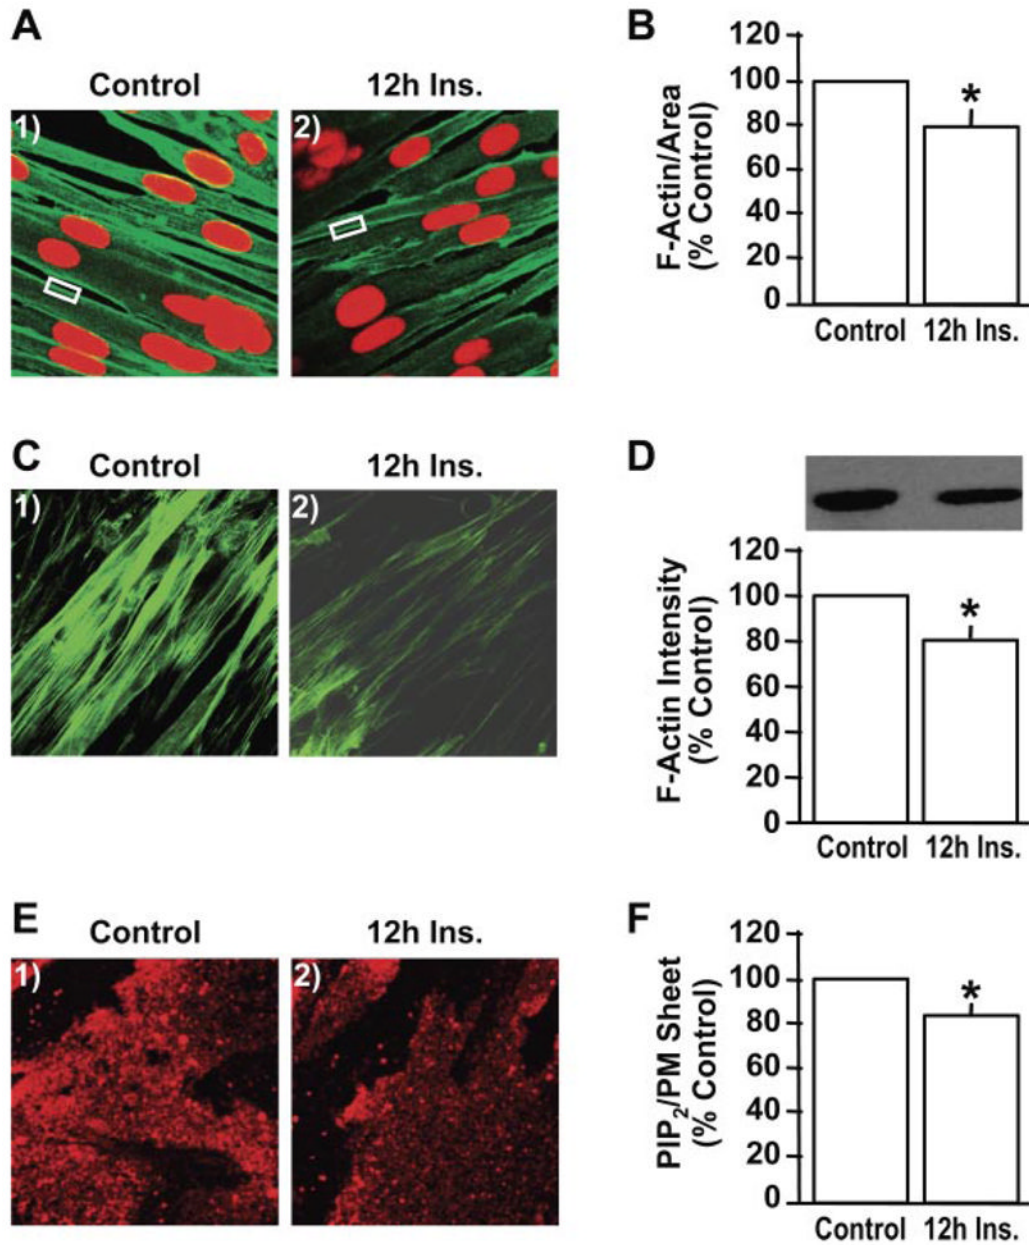 A
Control 12h Ins.
1) 2)
B
120
100
80
60
40
20
0
F-Actin/Area
(% Control)
*
Control 12h Ins.
C
Control 12h Ins.
1) 2)
D
120
100
80
60
40
20
0
F-Actin Intensity
(% Control)
*
Control 12h Ins.
E
Control 12h Ins.
1) 2)
F
120
100
80
60
40
20
0
PIP₂/PM Sheet
(% Control)
*
Control 12h Ins.